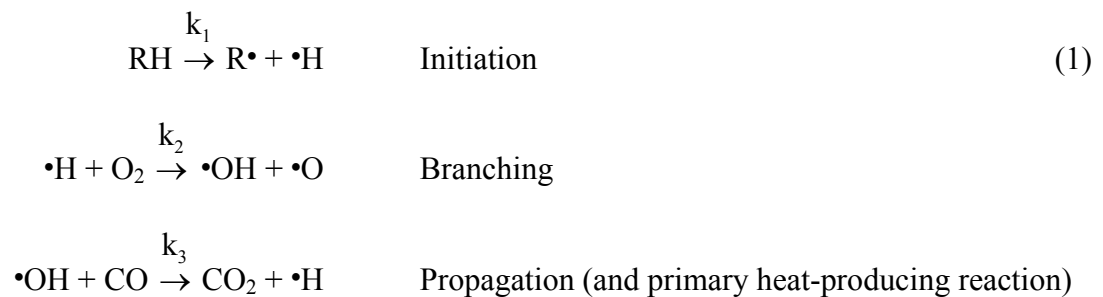 k₁
RH → R• + •H Initiation (1)
k₂
•H + O₂ → •OH + •O Branching
k₃
•OH + CO → CO₂ + •H Propagation (and primary heat-producing reaction)